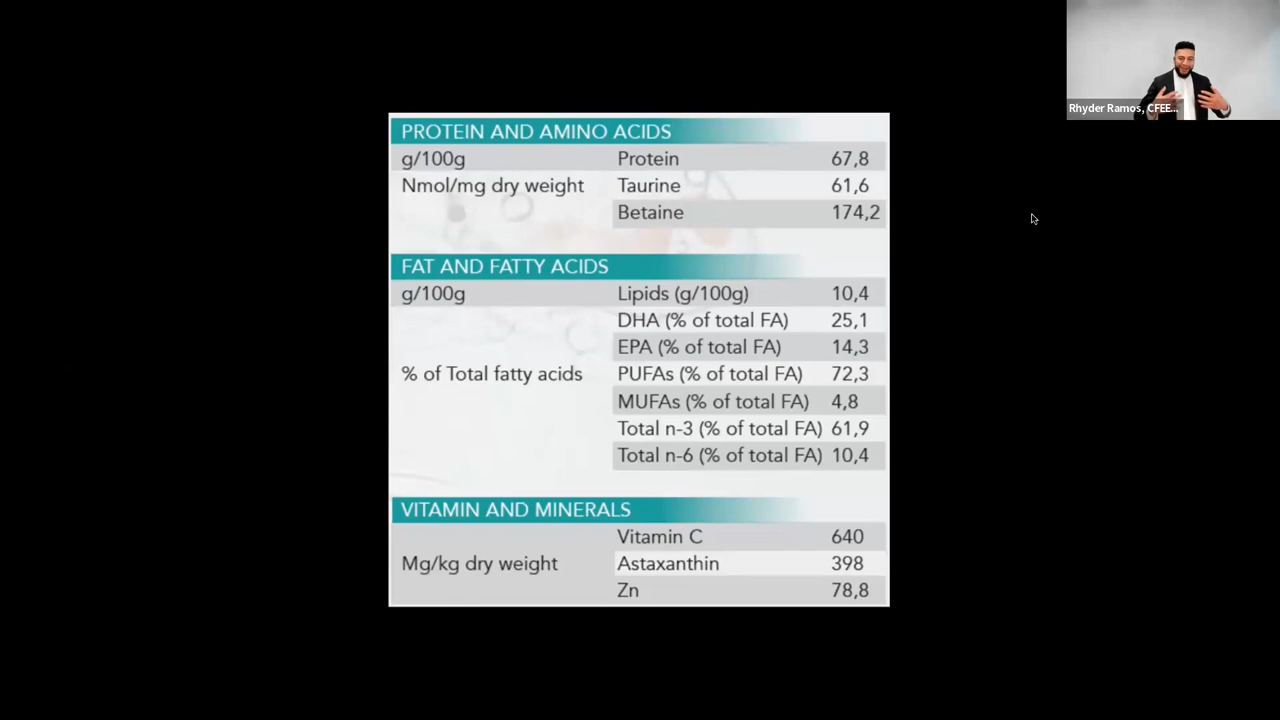 Rhyder Ramos, CFEE...
PROTEIN AND AMINO ACIDS
g/100g Protein 67,8
Nmol/mg dry weight Taurine 61,6
Betaine 174,2
FAT AND FATTY ACIDS
g/100g Lipids (g/100g) 10,4
DHA (% of total FA) 25,1
EPA (% of total FA) 14,3
% of Total fatty acids PUFAs (% of total FA) 72,3
MUFAs (% of total FA) 4,8
Total n-3 (% of total FA) 61,9
Total n-6 (% of total FA) 10,4
VITAMIN AND MINERALS
Vitamin C 640
Mg/kg dry weight Astaxanthin 398
Zn 78,8